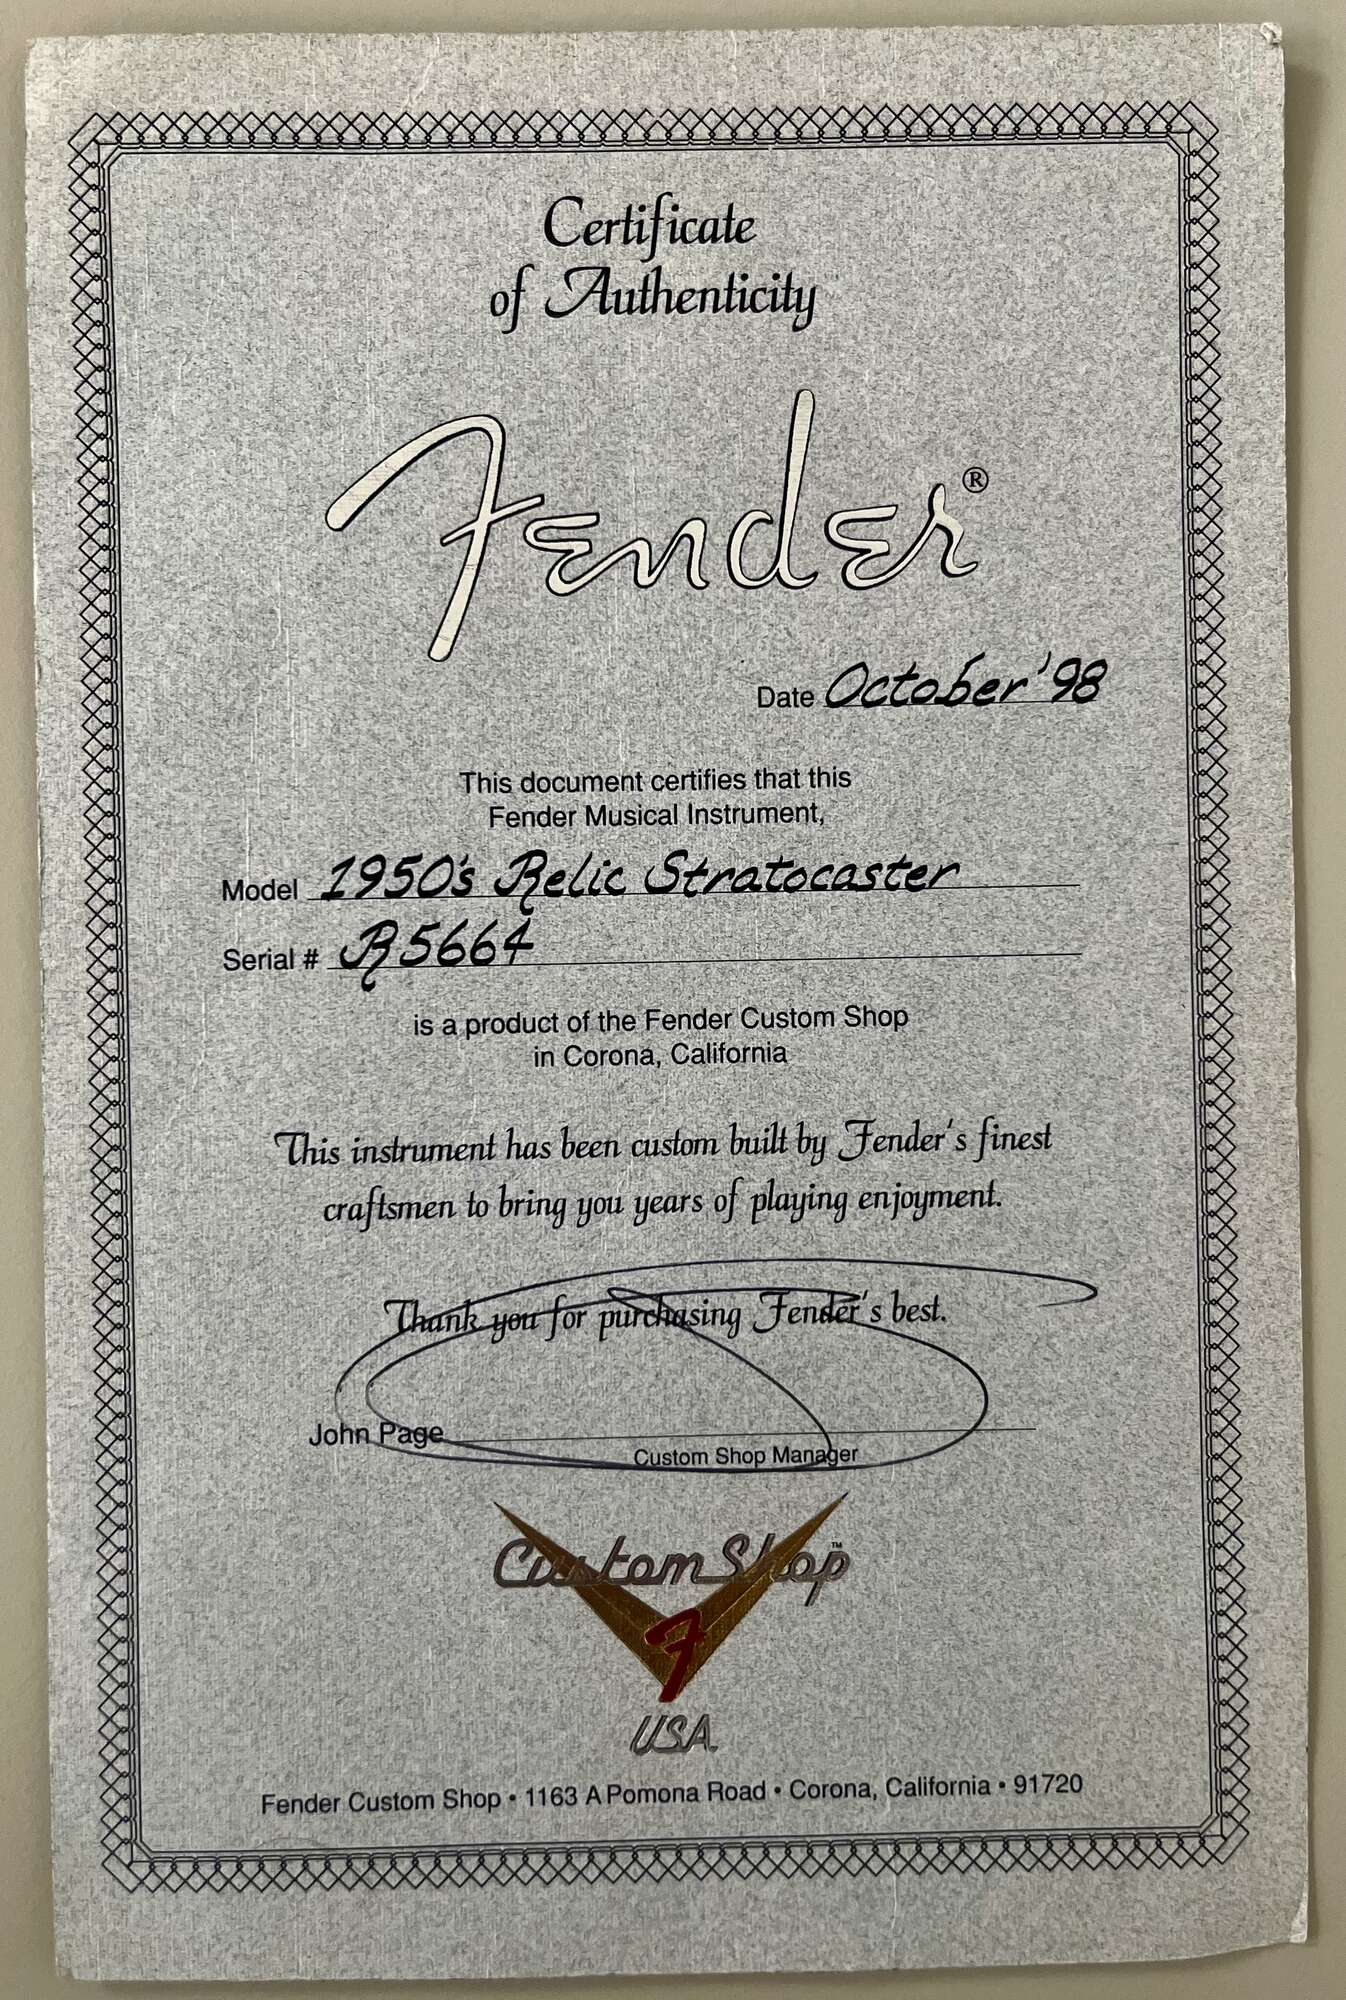 Certificate
of Authenticity
Fender®
Date October '98
This document certifies that this
Fender Musical Instrument,
Model 1950's Relic Stratocaster
Serial # R5664
is a product of the Fender Custom Shop
in Corona, California
This instrument has been custom built by Fender's finest
craftsmen to bring you years of playing enjoyment.
Thank you for purchasing Fender's best.
John Page
Custom Shop Manager
Custom Shop™
F
USA
Fender Custom Shop • 1163 A Pomona Road • Corona, California • 91720